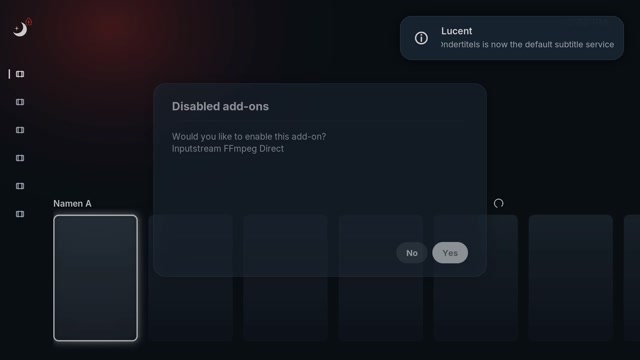 Lucent
Ondertitels is now the default subtitle service
Disabled add-ons
Would you like to enable this add-on?
Inputstream FFmpeg Direct
Namen A
No
Yes